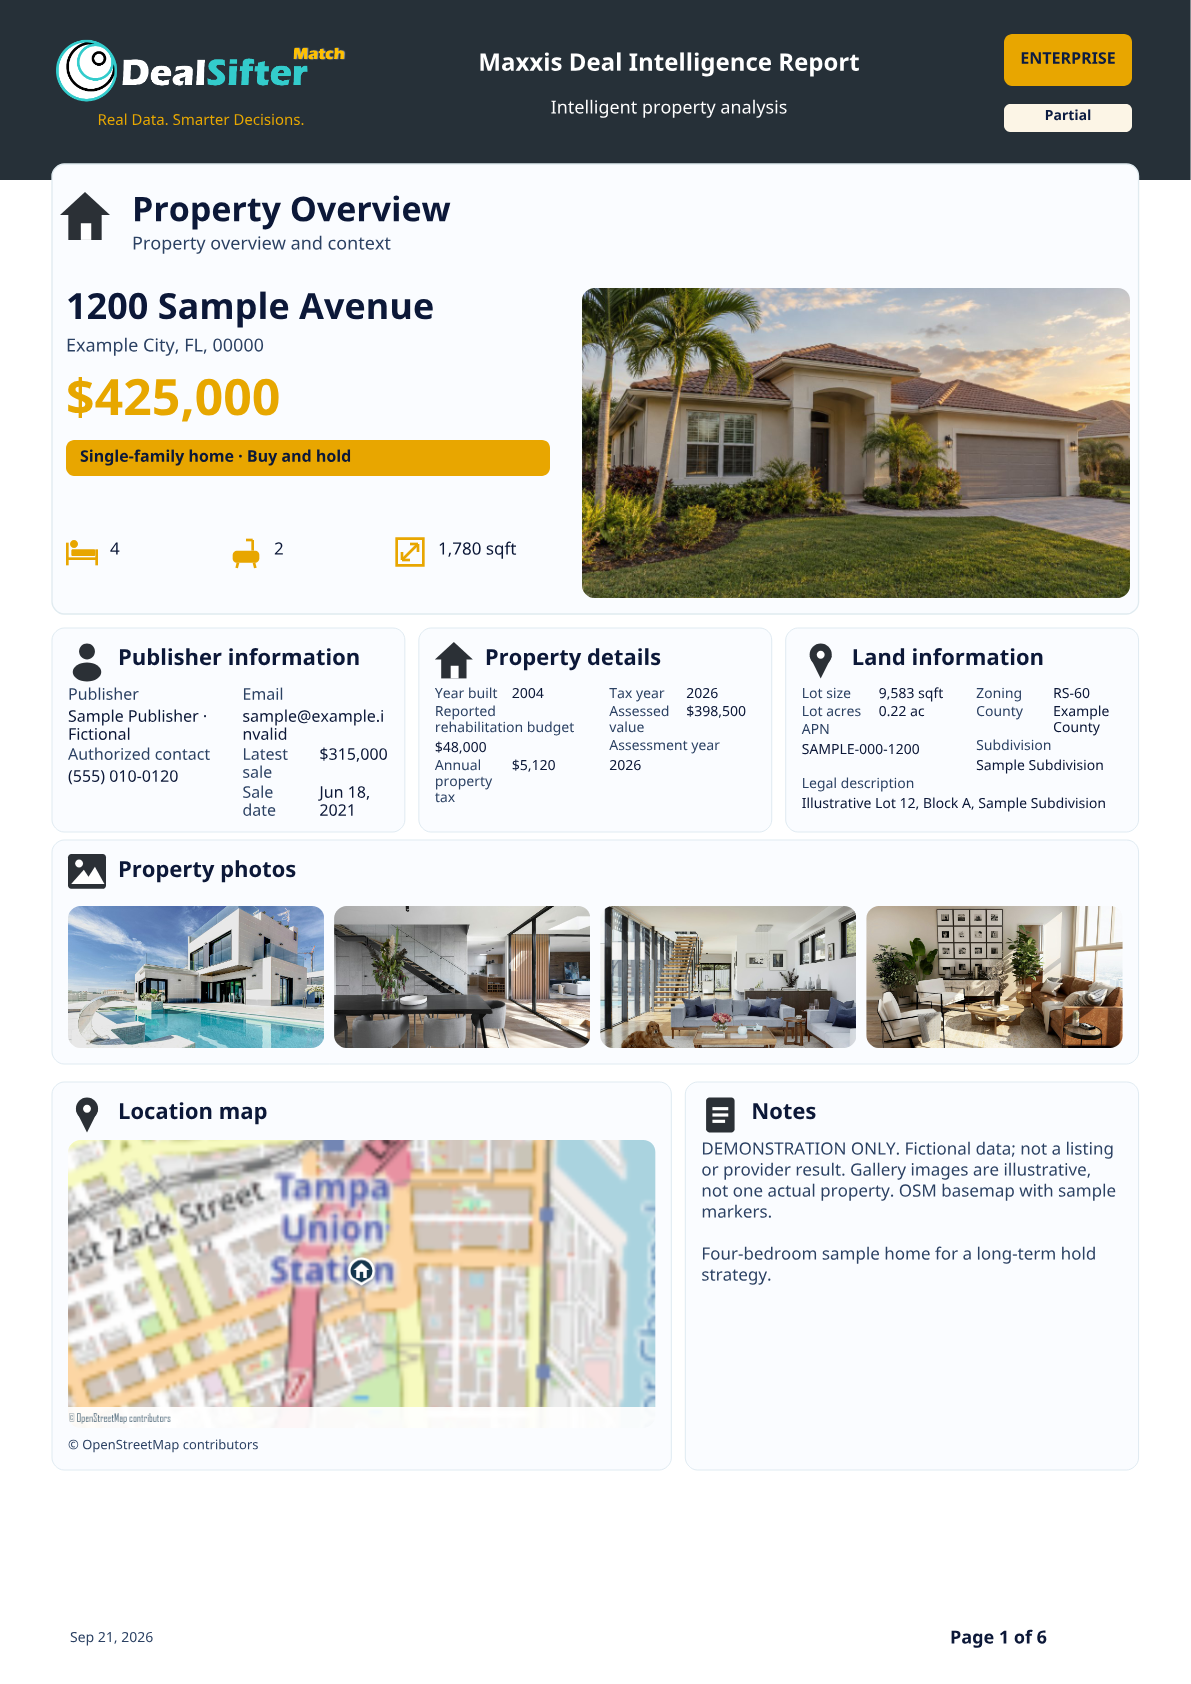 DealSifter Match
Real Data. Smarter Decisions.
Maxxis Deal Intelligence Report
Intelligent property analysis
ENTERPRISE
Partial
Property Overview
Property overview and context
1200 Sample Avenue
Example City, FL, 00000
$425,000
Single-family home · Buy and hold
4
2
1,780 sqft
Publisher information
Publisher
Sample Publisher ·
Fictional
Authorized contact
(555) 010-0120
Email
sample@example.i
nvalid
Latest $315,000
sale
Sale Jun 18,
date 2021
Property details
Year built 2004
Reported
rehabilitation budget
$48,000
Annual $5,120
property
tax
Tax year 2026
Assessed $398,500
value
Assessment year
2026
Land information
Lot size 9,583 sqft
Lot acres 0.22 ac
APN
SAMPLE-000-1200
Zoning RS-60
County Example
County
Subdivision
Sample Subdivision
Legal description
Illustrative Lot 12, Block A, Sample Subdivision
Property photos
Location map
ast Zack Street
Tampa
Union
Station
© OpenStreetMap contributors
© OpenStreetMap contributors
Notes
DEMONSTRATION ONLY. Fictional data; not a listing
or provider result. Gallery images are illustrative,
not one actual property. OSM basemap with sample
markers.
Four-bedroom sample home for a long-term hold
strategy.
Sep 21, 2026
Page 1 of 6